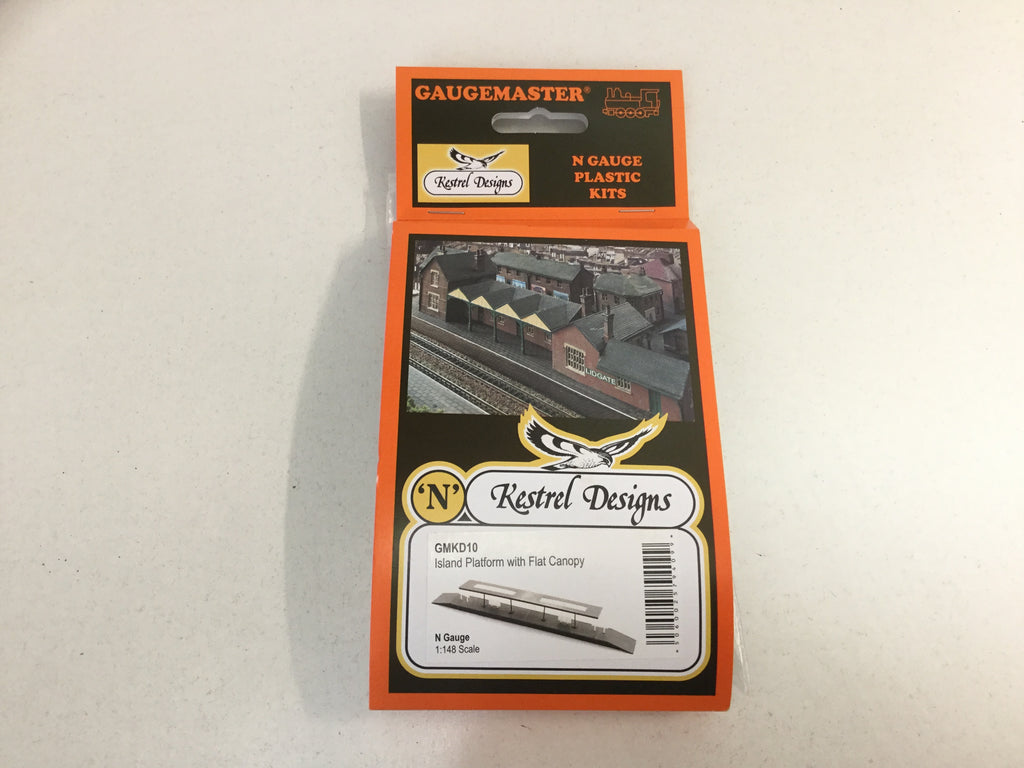 GAUGEMASTER®
Kestrel Designs
N GAUGE
PLASTIC
KITS
LIDGATE
'N'
Kestrel Designs
GMKD10
Island Platform with Flat Canopy
N Gauge
1:148 Scale